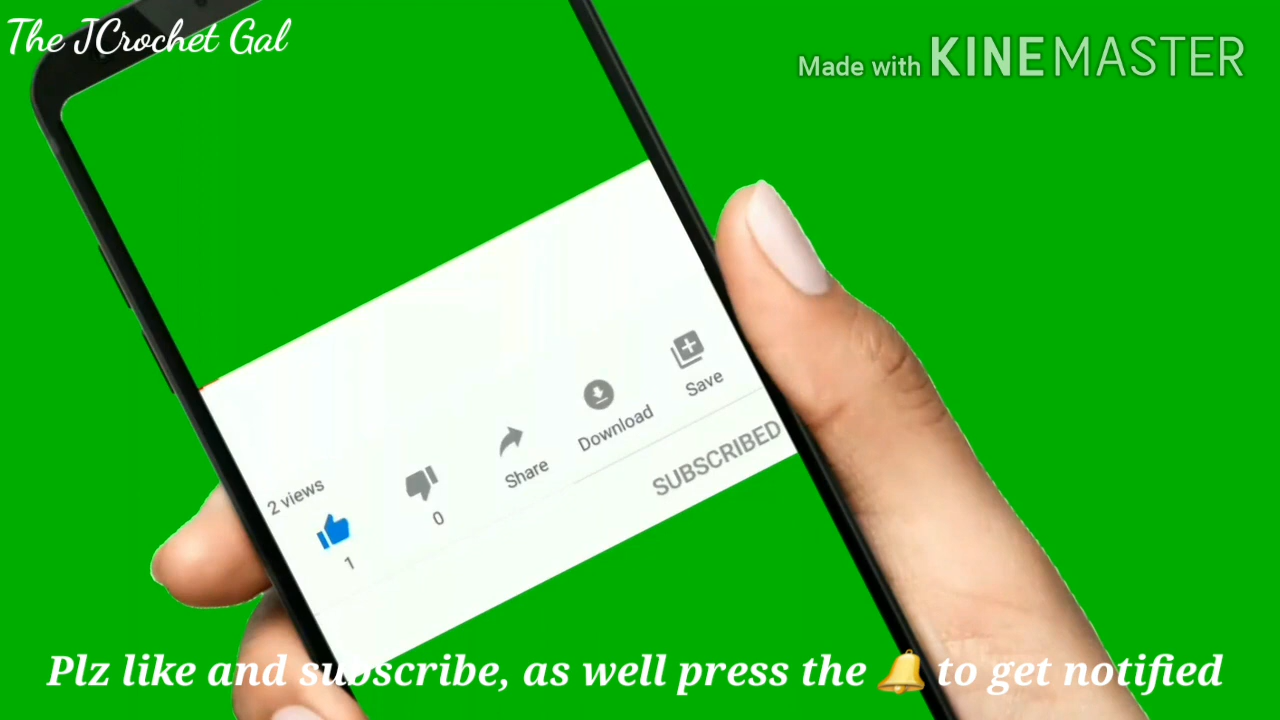 The JCrochet Gal
Made with KINEMASTER
2 views
1
0
Share
Download
Save
SUBSCRIBED
Plz like and subscribe, as well press the 🔔 to get notified